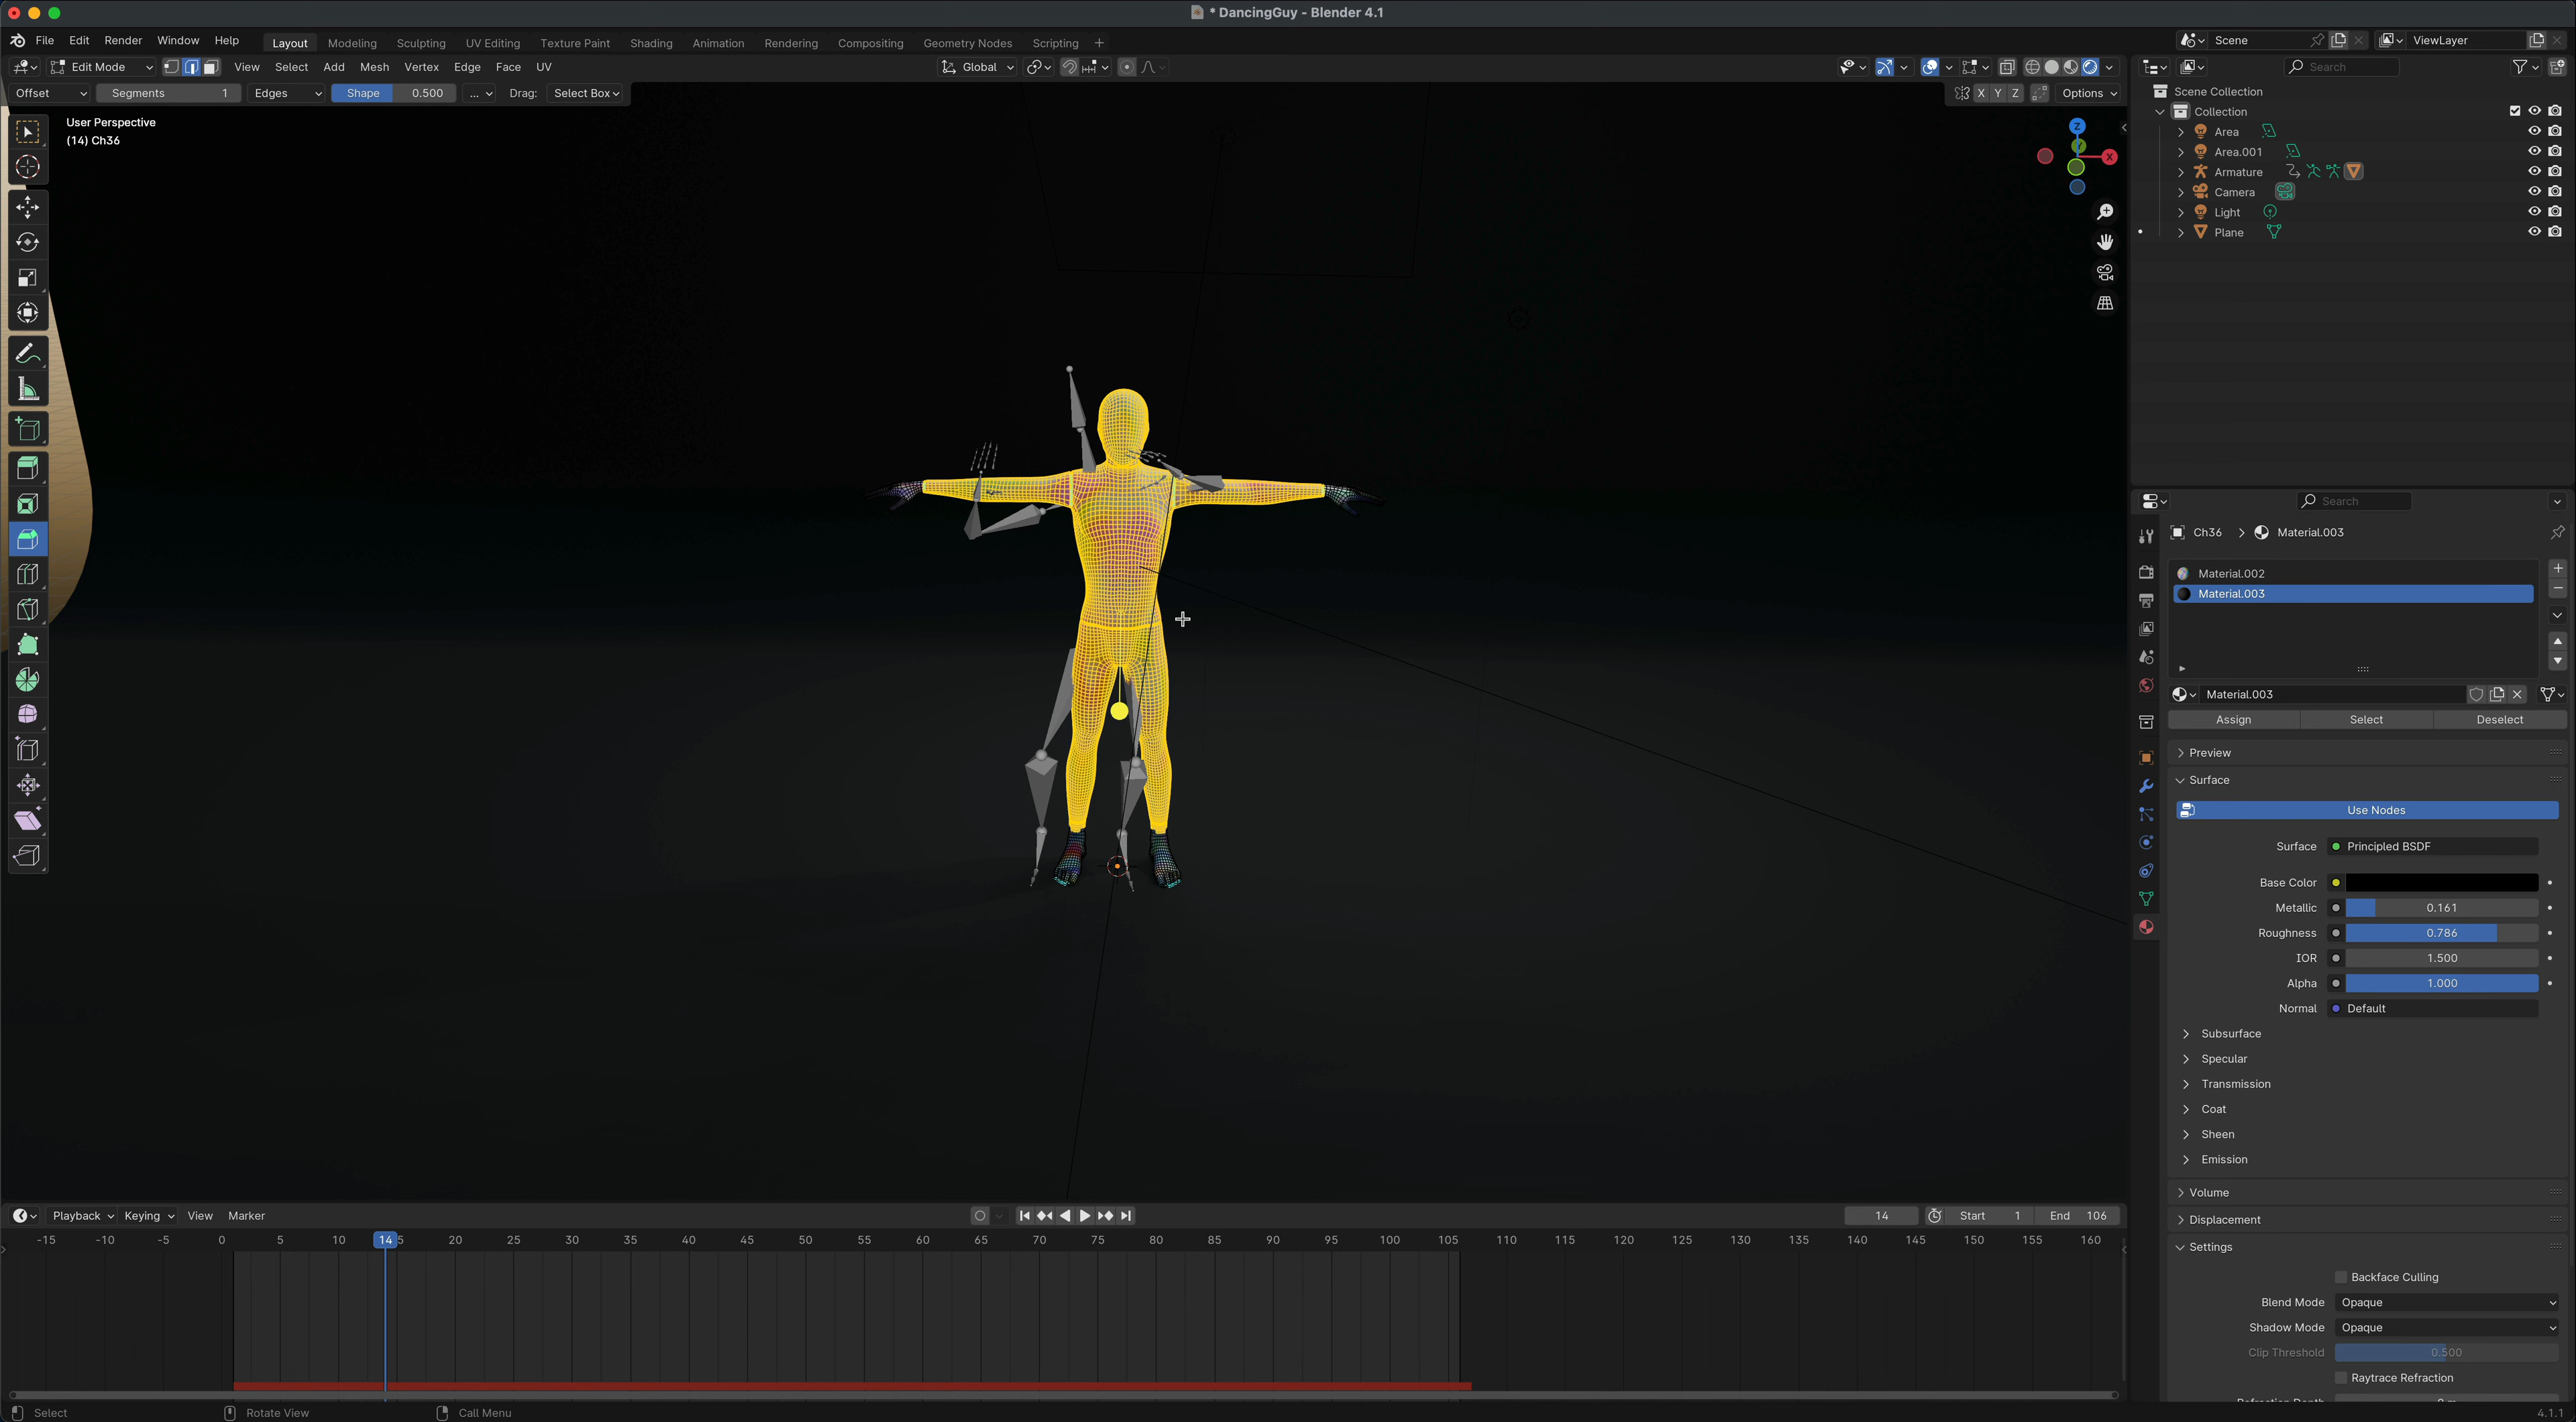 * DancingGuy - Blender 4.1
File Edit Render Window Help Layout Modeling Sculpting UV Editing Texture Paint Shading Animation Rendering Compositing Geometry Nodes Scripting +
Scene ViewLayer
Edit Mode View Select Add Mesh Vertex Edge Face UV Global
Search
Offset Segments 1 Edges Shape 0.500 ... Drag: Select Box X Y Z Options
Scene Collection
Collection
Area
Area.001
Armature
Camera
Light
Plane
User Perspective
(14) Ch36
Z
Y
X
Search
Ch36 > Material.003
Material.002
Material.003
Material.003
Assign Select Deselect
Preview
Surface
Use Nodes
Surface Principled BSDF
Base Color
Metallic 0.161
Roughness 0.786
IOR 1.500
Alpha 1.000
Normal Default
Subsurface
Specular
Transmission
Coat
Sheen
Emission
Volume
Displacement
Settings
Backface Culling
Blend Mode Opaque
Shadow Mode Opaque
Clip Threshold 0.500
Raytrace Refraction
Playback Keying View Marker 14 Start 1 End 106
-15 -10 -5 0 5 10 14 5 20 25 30 35 40 45 50 55 60 65 70 75 80 85 90 95 100 105 110 115 120 125 130 135 140 145 150 155 160
Select Rotate View Call Menu 4.1.1